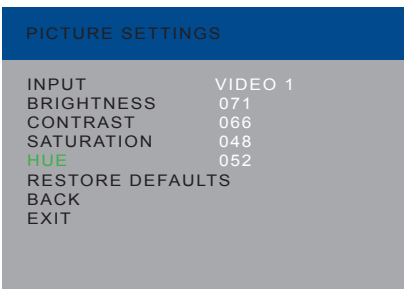 PICTURE SETTINGS
INPUT VIDEO 1
BRIGHTNESS 071
CONTRAST 066
SATURATION 048
HUE 052
RESTORE DEFAULTS
BACK
EXIT